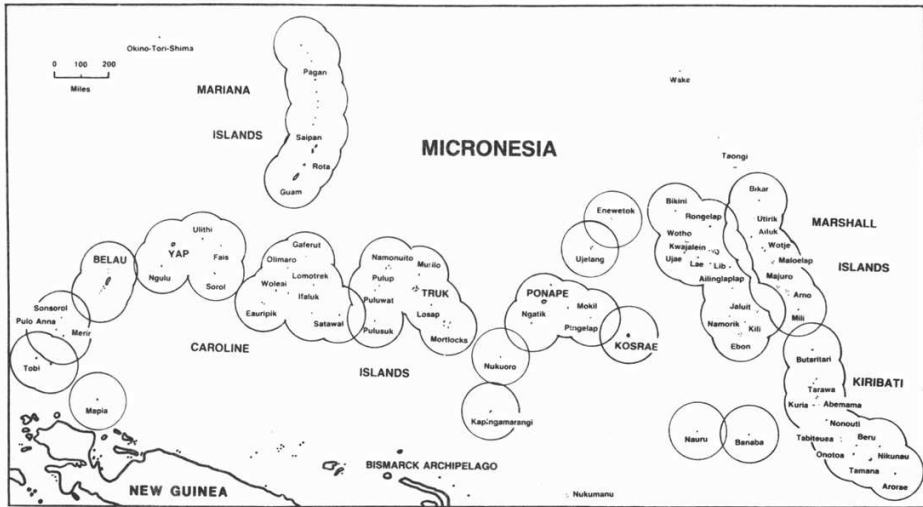 Okino-Tori-Shima
0 100 200
Miles
MARIANA
ISLANDS
Pagan
Saipan
Rota
Guam
MICRONESIA
Wake
Taongi
Bikar
Utirik
Ailuk
Wotje
Maloelap
Majuro
Arno
Mili
MARSHALL
ISLANDS
Bikini
Rongelap
Wotho
Kwajalein
Ujae
Lae
Lib
Ailinglaplap
Jaluit
Namorik
Kili
Ebon
Enewetok
Ujelang
BELAU
YAP
Ulithi
Fais
Ngulu
Sorol
Gaferut
Olimaro
Lomotrek
Woleai
Ifaluk
Eauripik
Satawal
Namonuito
Murilo
Pulup
TRUK
Puluwat
Losap
Pulusuk
Mortlocks
PONAPE
Mokil
Ngatik
Pingelap
KOSRAE
Sonsorol
Pulo Anna
Merir
Tobi
Mapia
CAROLINE
ISLANDS
Nukuoro
Kapingamarangi
Nauru
Banaba
Butaritari
KIRIBATI
Tarawa
Kuria
Abemama
Nonouti
Tabiteuea
Beru
Onotoa
Nikunau
Tamana
Arorae
BISMARCK ARCHIPELAGO
NEW GUINEA
Nukumanu